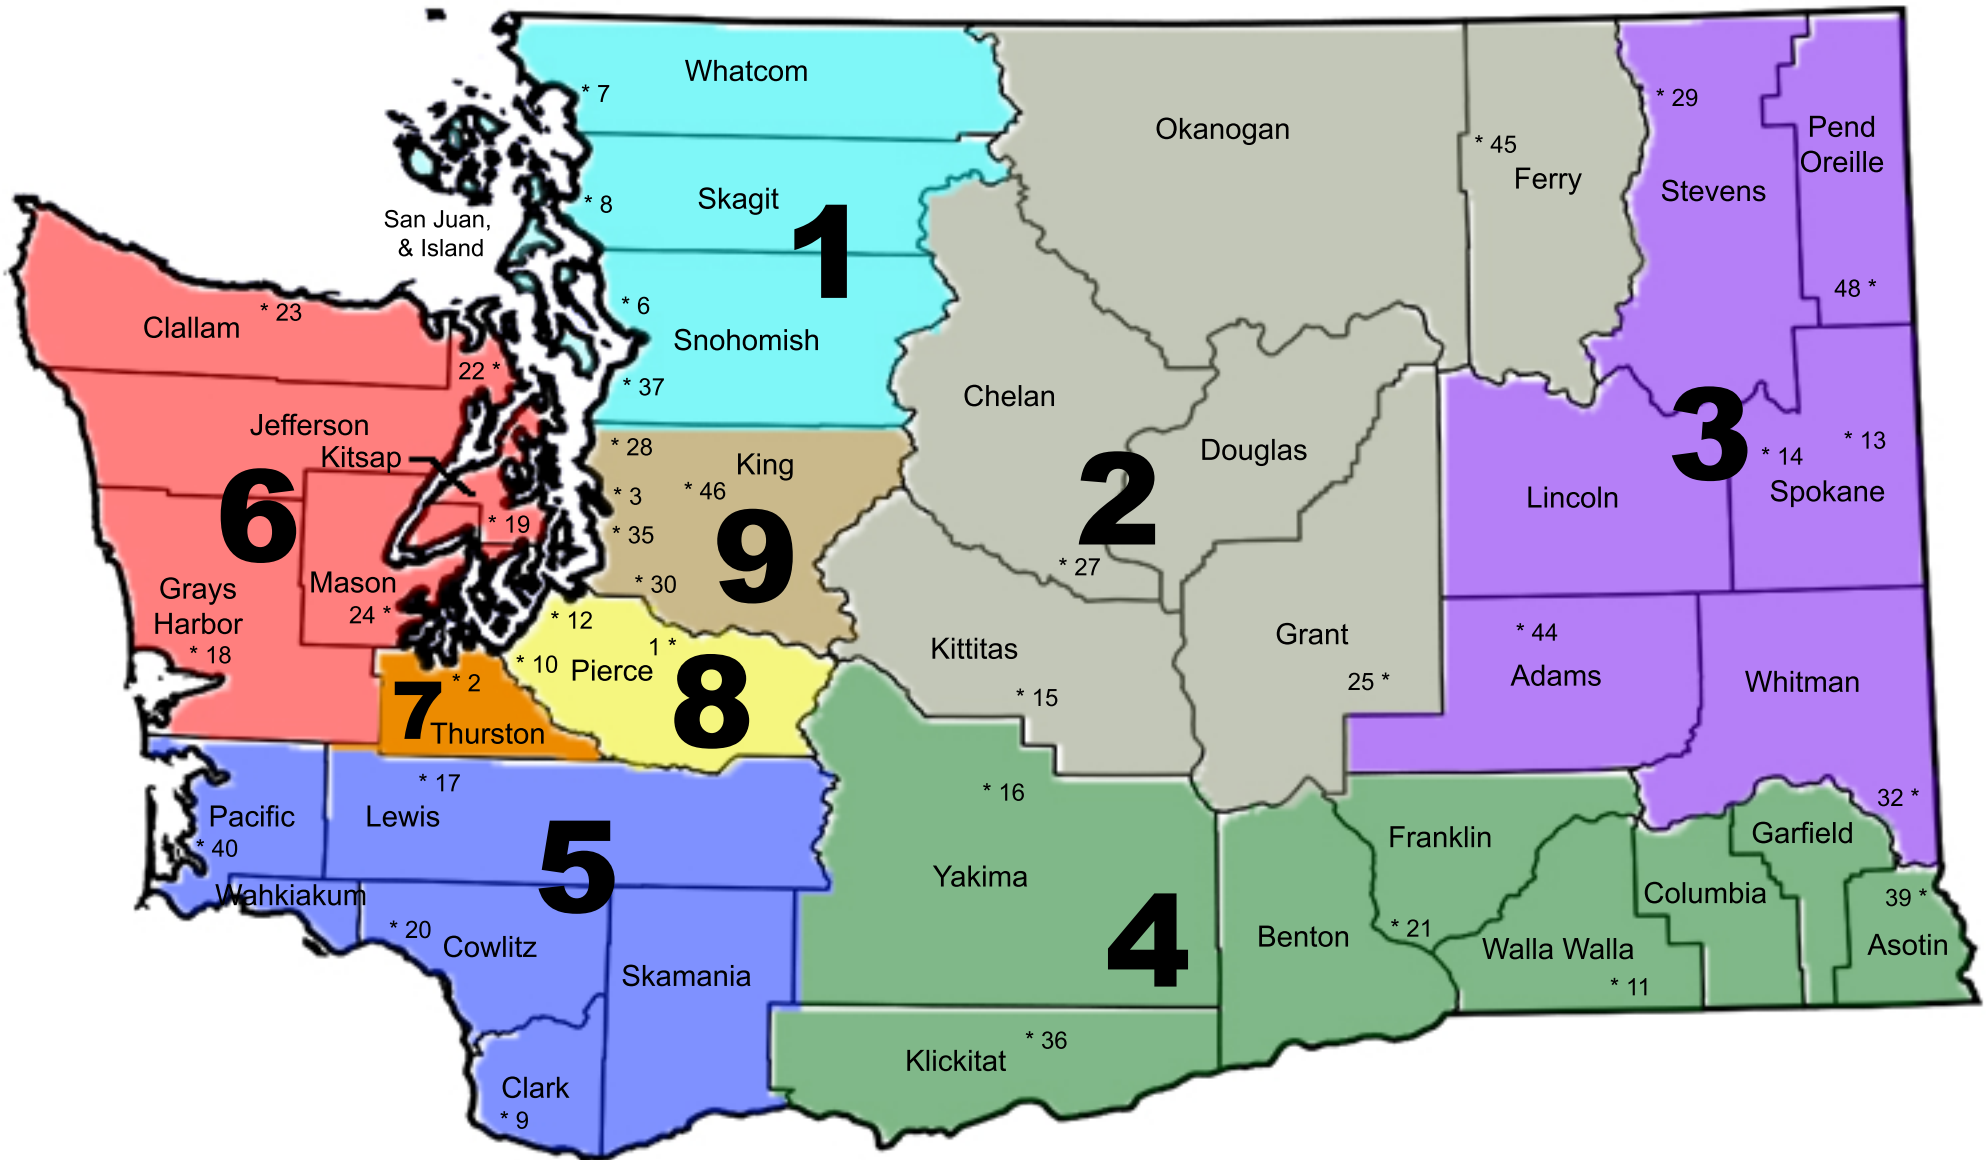 Whatcom
* 7
Skagit
* 8
1
San Juan,
& Island
* 6
Snohomish
* 37
Okanogan
* 45
Ferry
* 29
Stevens
Pend
Oreille
48 *
Clallam
* 23
22 *
Jefferson
Kitsap
6
* 19
Grays
Harbor
* 18
Mason
24 *
* 28
King
* 3
* 46
* 35
9
* 30
Chelan
Douglas
2
* 27
Kittitas
* 15
Grant
25 *
3
* 14
* 13
Lincoln
Spokane
* 44
Adams
Whitman
32 *
* 12
1 *
* 10
Pierce
8
7
* 2
Thurston
* 17
Pacific
Lewis
* 40
5
Wahkiakum
* 20
Cowlitz
Skamania
Clark
* 9
* 16
Yakima
4
Klickitat
* 36
Benton
Franklin
* 21
Walla Walla
* 11
Columbia
Garfield
39 *
Asotin